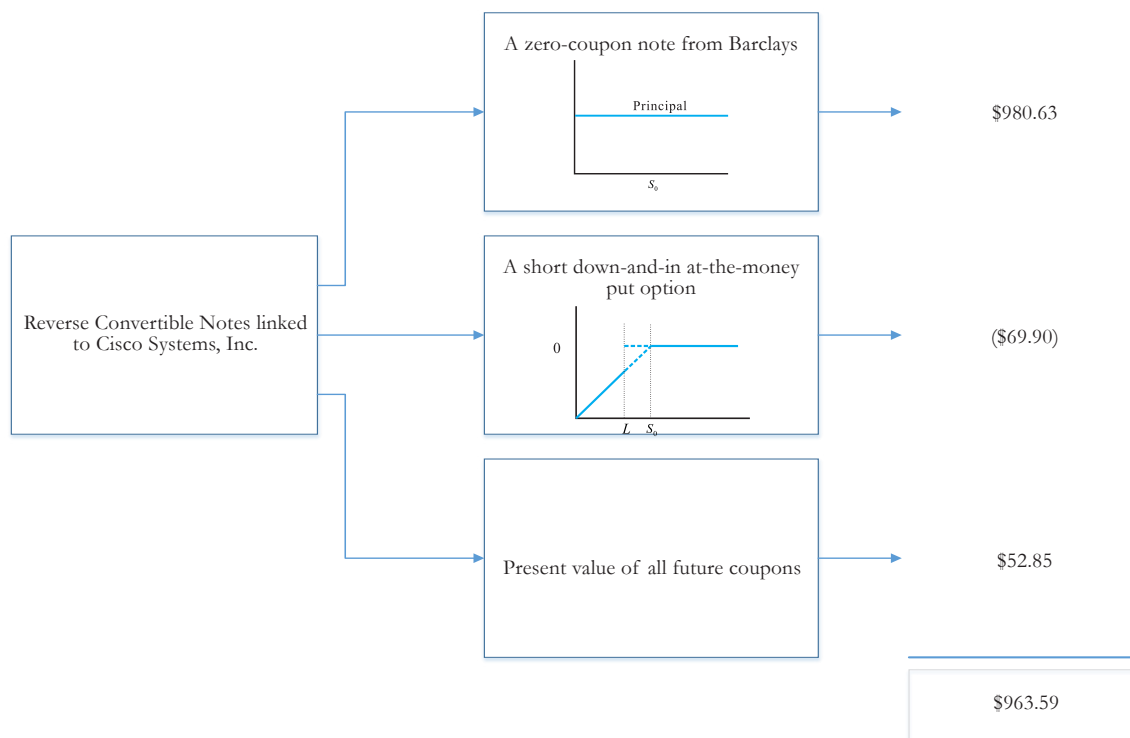 A zero-coupon note from Barclays
Principal
S₀
$980.63
Reverse Convertible Notes linked
to Cisco Systems, Inc.
A short down-and-in at-the-money
put option
0
L S₀
($69.90)
Present value of all future coupons
$52.85
$963.59